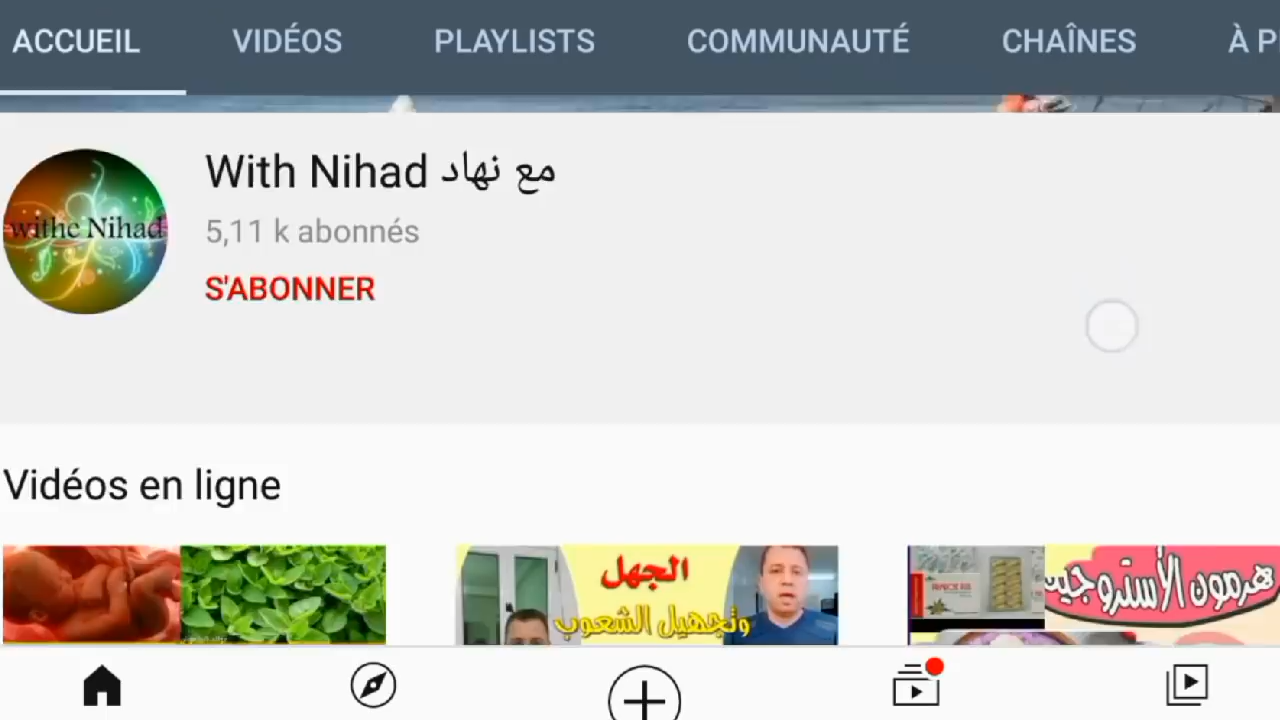 ACCUEIL VIDÉOS PLAYLISTS COMMUNAUTÉ CHAÎNES À P
With Nihad مع نهاد
withe Nihad
5,11 k abonnés
S'ABONNER
Vidéos en ligne
الجهل
وتجهيل الشعوب
هرمون الأستروجين